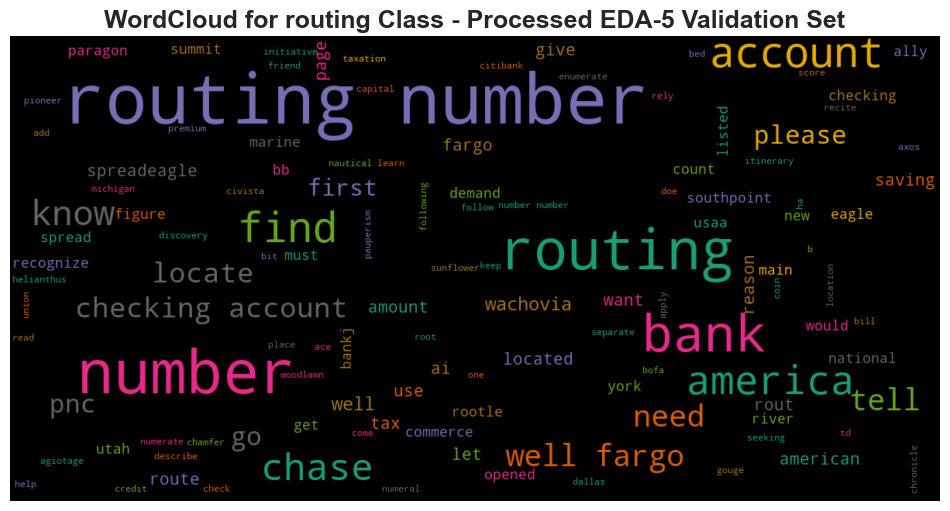 WordCloud for routing Class - Processed EDA-5 Validation Set
paragon summit initiative friend page taxation citibank give enumerate account ally bed score
pioneer routing number capital rely checking recite
add premium marine fargo listed please axos
spreadeagle bb nautical learn count itinerary saving
michigan civista first following demand doe southpoint
know figure find pauperism follow number number usaa new ha eagle
spread discovery bit must routing b
recognize locate sunflower keep reason main location
helianthus union checking account amount wachovia want apply coin
read place root bankj separate bank would bill
number woodlawn ace ai one located bofa america national
pnc use well york need rout river tell
utah numerate chamfer get come tax rootle commerce seeking td
agiotage describe go let well fargo american
help route chase opened gouge chronicle
credit check numeral dallas